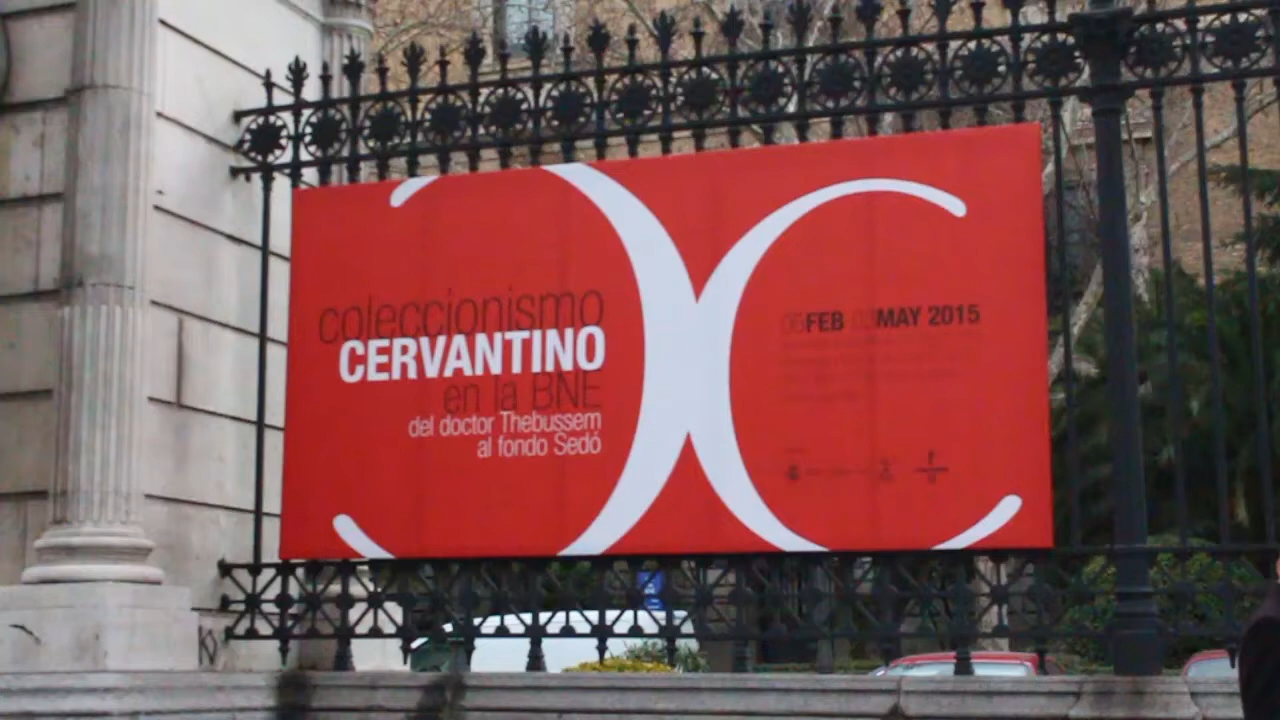 coleccionismo
CERVANTINO
en la BNE
del doctor Thebussem
al fondo Sedó
FEB MAY 2015